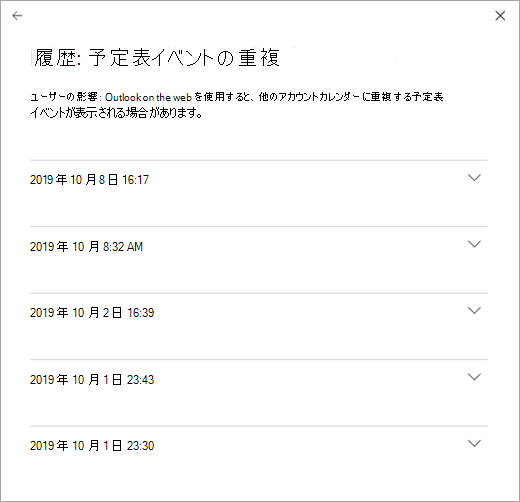 履歴: 予定表イベントの重複
ユーザーの影響: Outlook on the web を使用すると、他のアカウントカレンダーに重複する予定表
イベントが表示される場合があります。
2019 年 10 月 8 日 16:17
2019 年 10 月 8:32 AM
2019 年 10 月 2 日 16:39
2019 年 10 月 1 日 23:43
2019 年 10 月 1 日 23:30